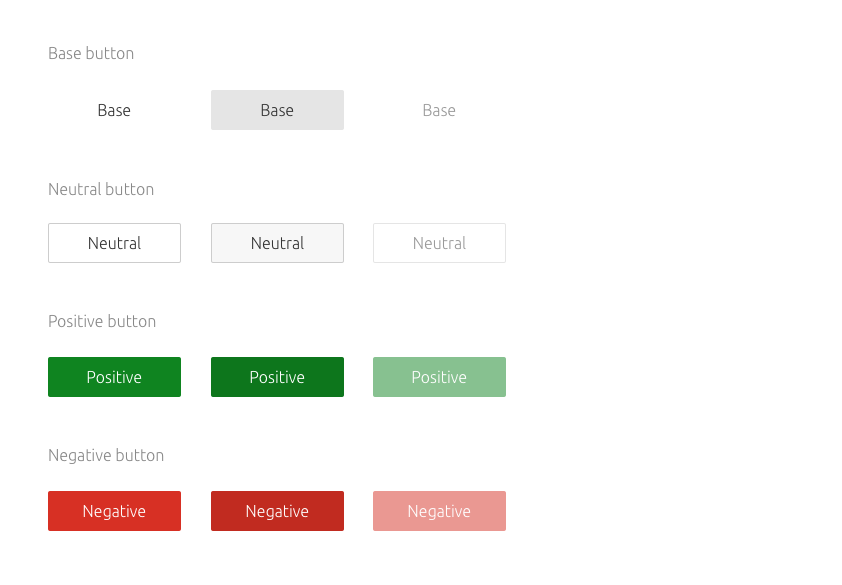 Base button
Base Base Base
Neutral button
Neutral Neutral Neutral
Positive button
Positive Positive Positive
Negative button
Negative Negative Negative